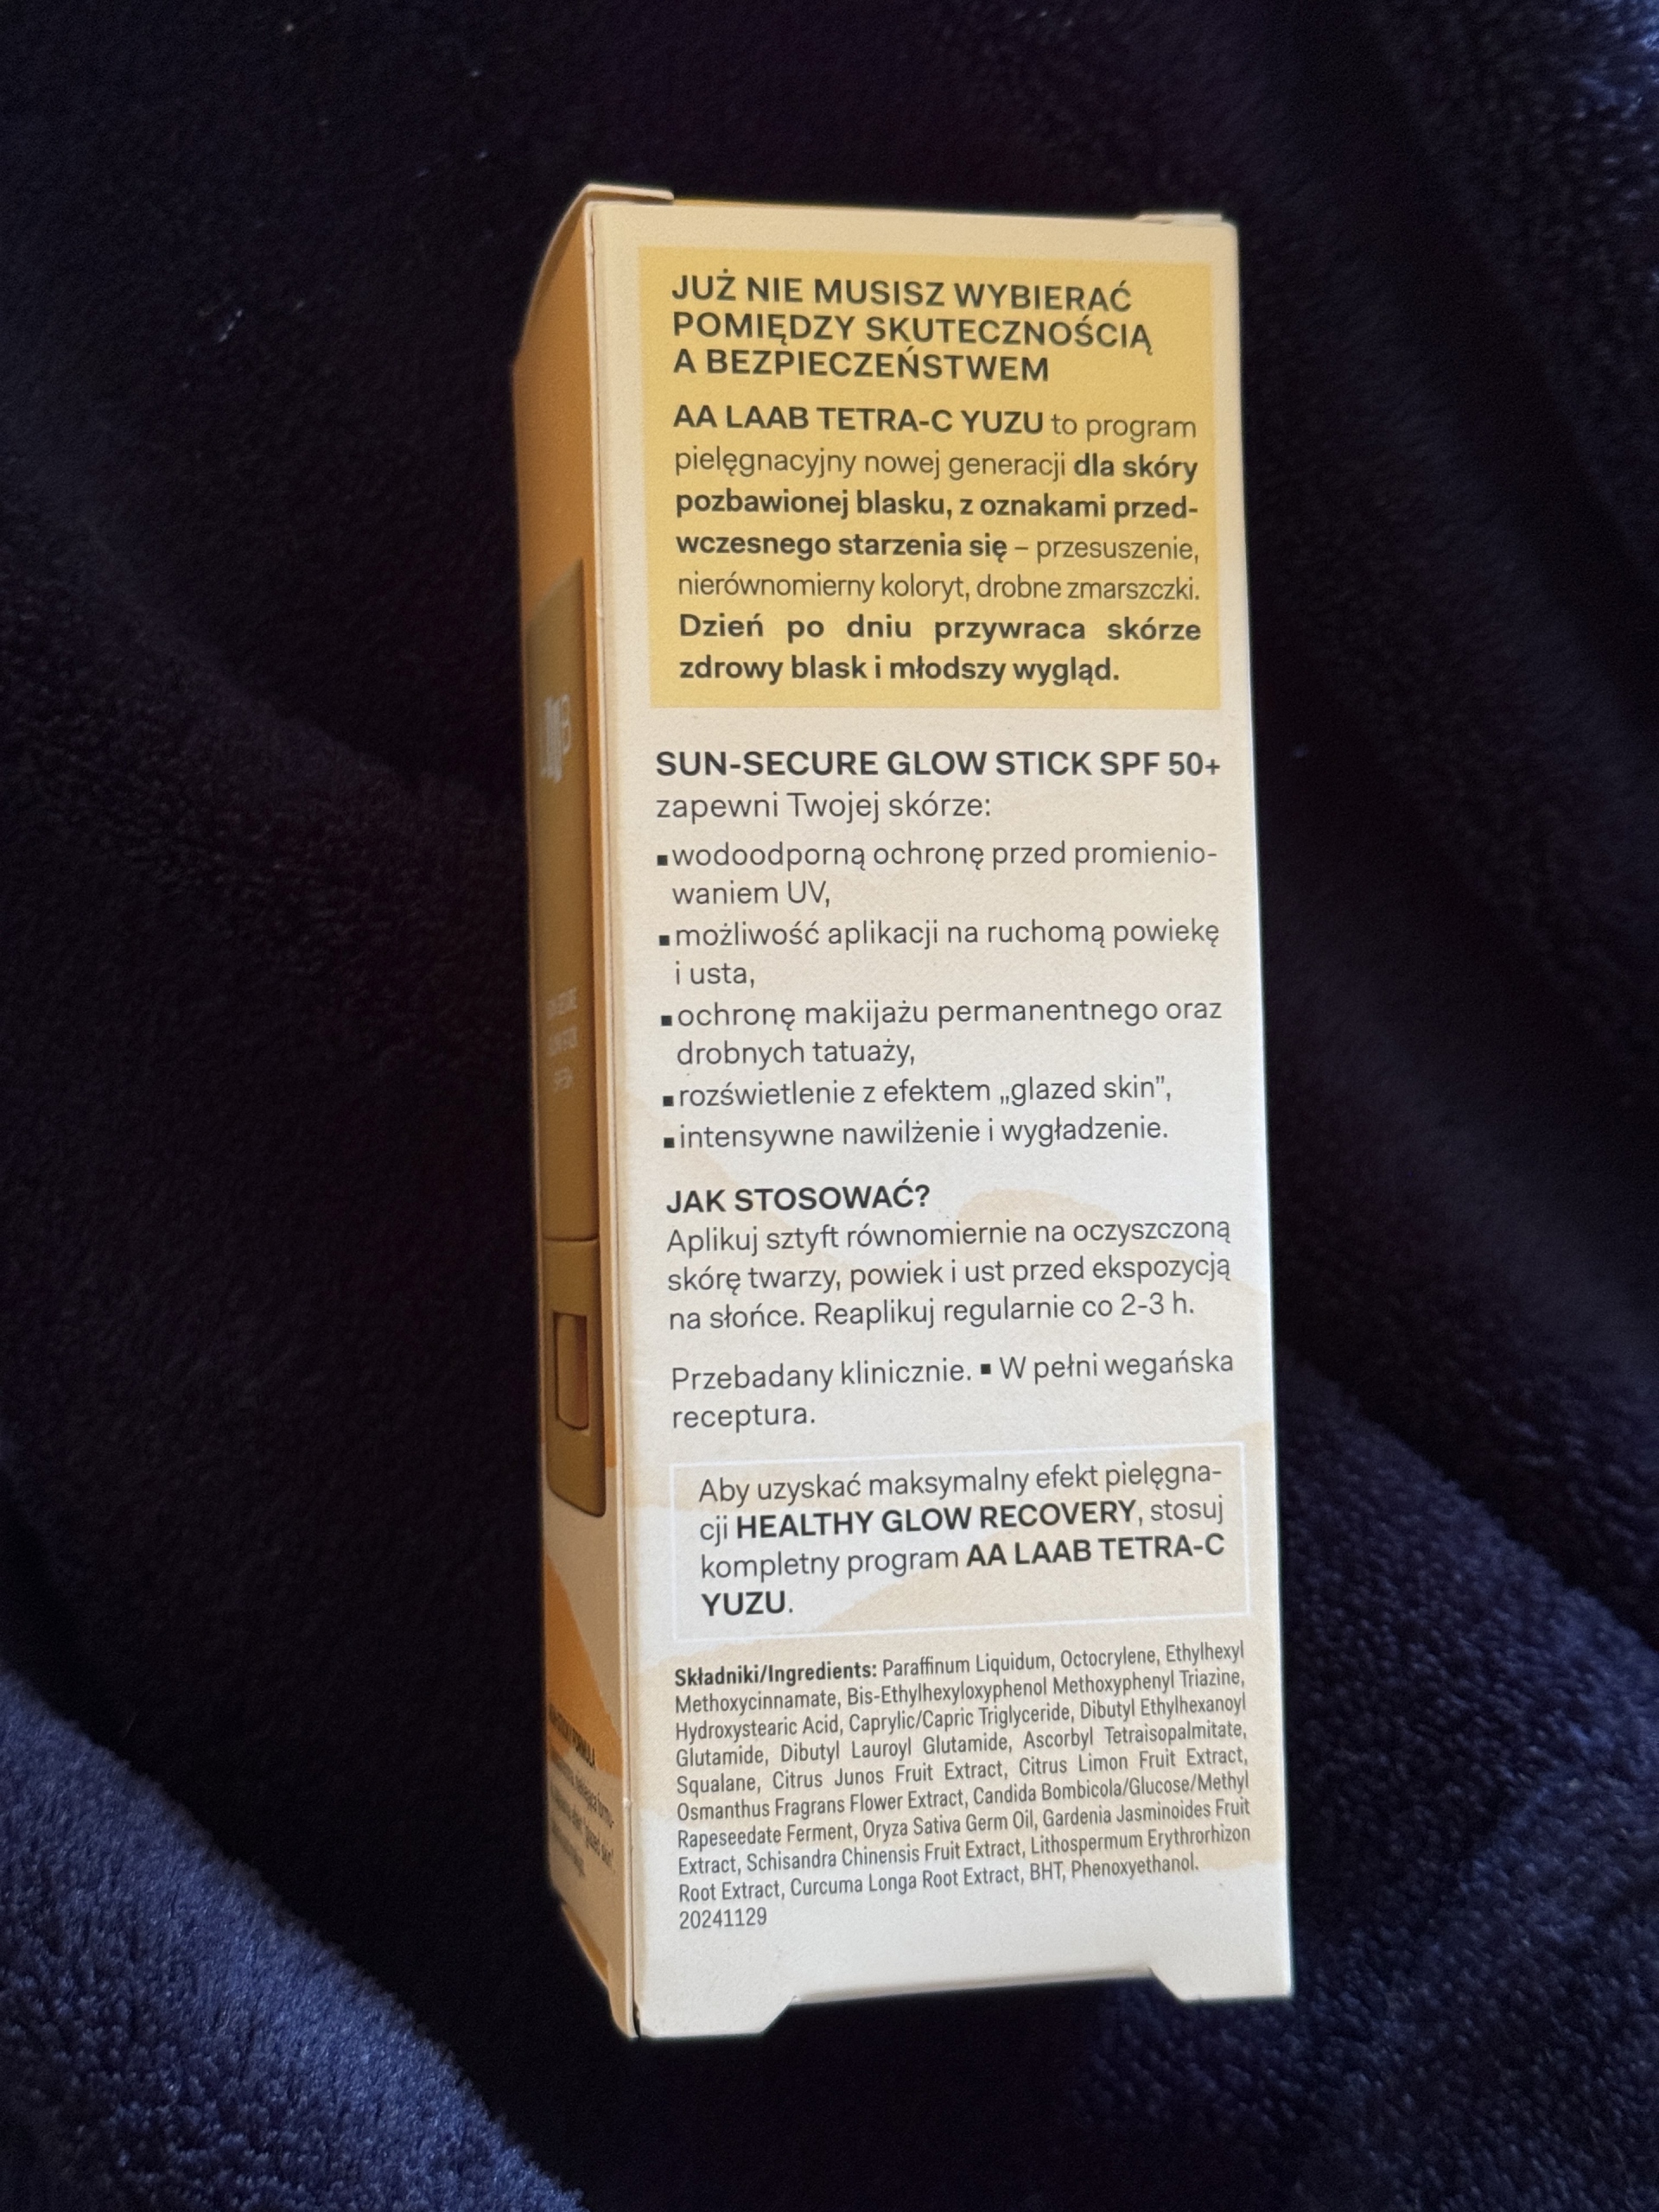 JUŻ NIE MUSISZ WYBIERAĆ
POMIĘDZY SKUTECZNOŚCIĄ
A BEZPIECZEŃSTWEM
AA LAAB TETRA-C YUZU to program
pielęgnacyjny nowej generacji dla skóry
pozbawionej blasku, z oznakami przed-
wczesnego starzenia się – przesuszenie,
nierównomierny koloryt, drobne zmarszczki.
Dzień po dniu przywraca skórze
zdrowy blask i młodszy wygląd.
SUN-SECURE GLOW STICK SPF 50+
zapewni Twojej skórze:
▪ wodoodporną ochronę przed promienio-
waniem UV,
▪ możliwość aplikacji na ruchomą powiekę
i usta,
▪ ochronę makijażu permanentnego oraz
drobnych tatuaży,
▪ rozświetlenie z efektem „glazed skin”,
▪ intensywne nawilżenie i wygładzenie.
JAK STOSOWAĆ?
Aplikuj sztyft równomiernie na oczyszczoną
skórę twarzy, powiek i ust przed ekspozycją
na słońce. Reaplikuj regularnie co 2-3 h.
Przebadany klinicznie. ▪ W pełni wegańska
receptura.
Aby uzyskać maksymalny efekt pielęgna-
cji HEALTHY GLOW RECOVERY, stosuj
kompletny program AA LAAB TETRA-C
YUZU.
Składniki/Ingredients: Paraffinum Liquidum, Octocrylene, Ethylhexyl
Methoxycinnamate, Bis-Ethylhexyloxyphenol Methoxyphenyl Triazine,
Hydroxystearic Acid, Caprylic/Capric Triglyceride, Dibutyl Ethylhexanoyl
Glutamide, Dibutyl Lauroyl Glutamide, Ascorbyl Tetraisopalmitate,
Squalane, Citrus Junos Fruit Extract, Citrus Limon Fruit Extract,
Osmanthus Fragrans Flower Extract, Candida Bombicola/Glucose/Methyl
Rapeseedate Ferment, Oryza Sativa Germ Oil, Gardenia Jasminoides Fruit
Extract, Schisandra Chinensis Fruit Extract, Lithospermum Erythrorhizon
Root Extract, Curcuma Longa Root Extract, BHT, Phenoxyethanol.
20241129